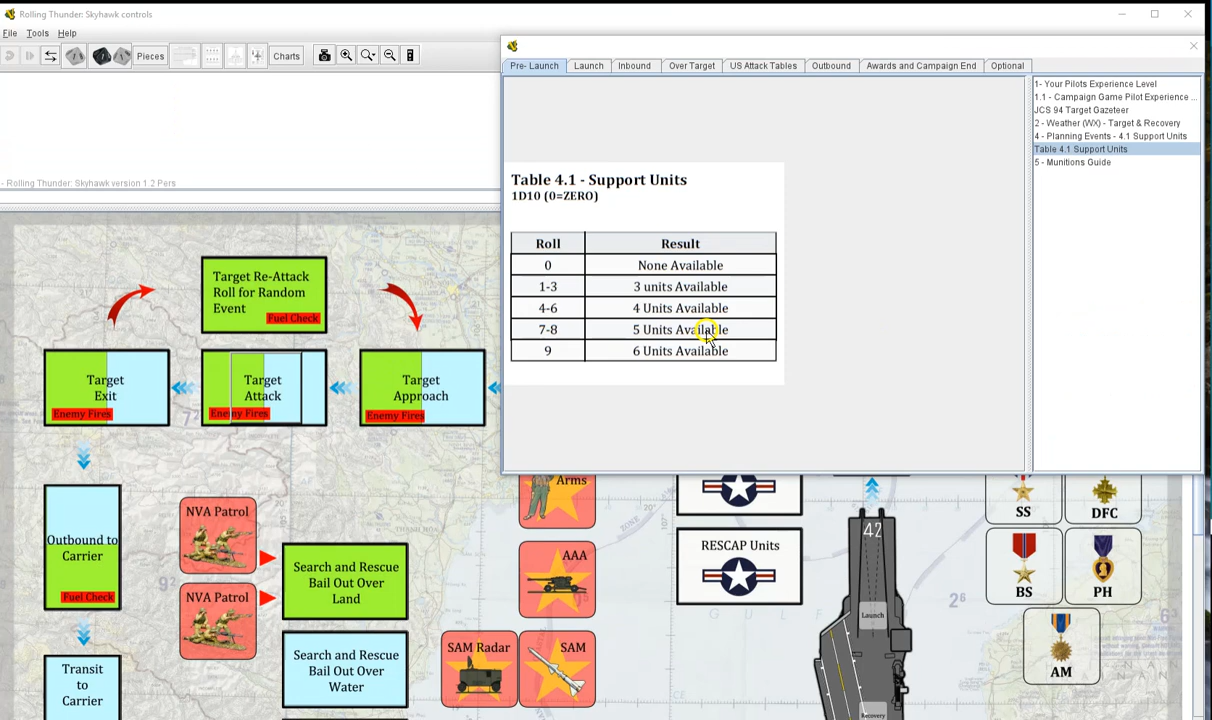 Rolling Thunder: Skyhawk controls
File Tools Help
Pieces
Charts
- Rolling Thunder: Skyhawk version 1.2 Pers
Pre- Launch
Launch
Inbound
Over Target
US Attack Tables
Outbound
Awards and Campaign End
Optional
1- Your Pilots Experience Level
1.1 - Campaign Game Pilot Experience ...
JCS 94 Target Gazeteer
2 - Weather (WX) - Target & Recovery
4 - Planning Events - 4.1 Support Units
Table 4.1 Support Units
5 - Munitions Guide
Table 4.1 - Support Units
1D10 (0=ZERO)
Roll Result
0 None Available
1-3 3 units Available
4-6 4 Units Available
7-8 5 Units Available
9 6 Units Available
Target Re-Attack
Roll for Random
Event
Fuel Check
Target
Exit
Enemy Fires
Target
Attack
Enemy Fires
Target
Approach
Enemy Fires
Outbound to
Carrier
Fuel Check
NVA Patrol
NVA Patrol
Search and Rescue
Bail Out Over
Land
Search and Rescue
Bail Out Over
Water
Transit
to
Carrier
Arms
AAA
SAM Radar
SAM
RESCAP Units
42
Launch
Recovery
SS
DFC
BS
PH
AM